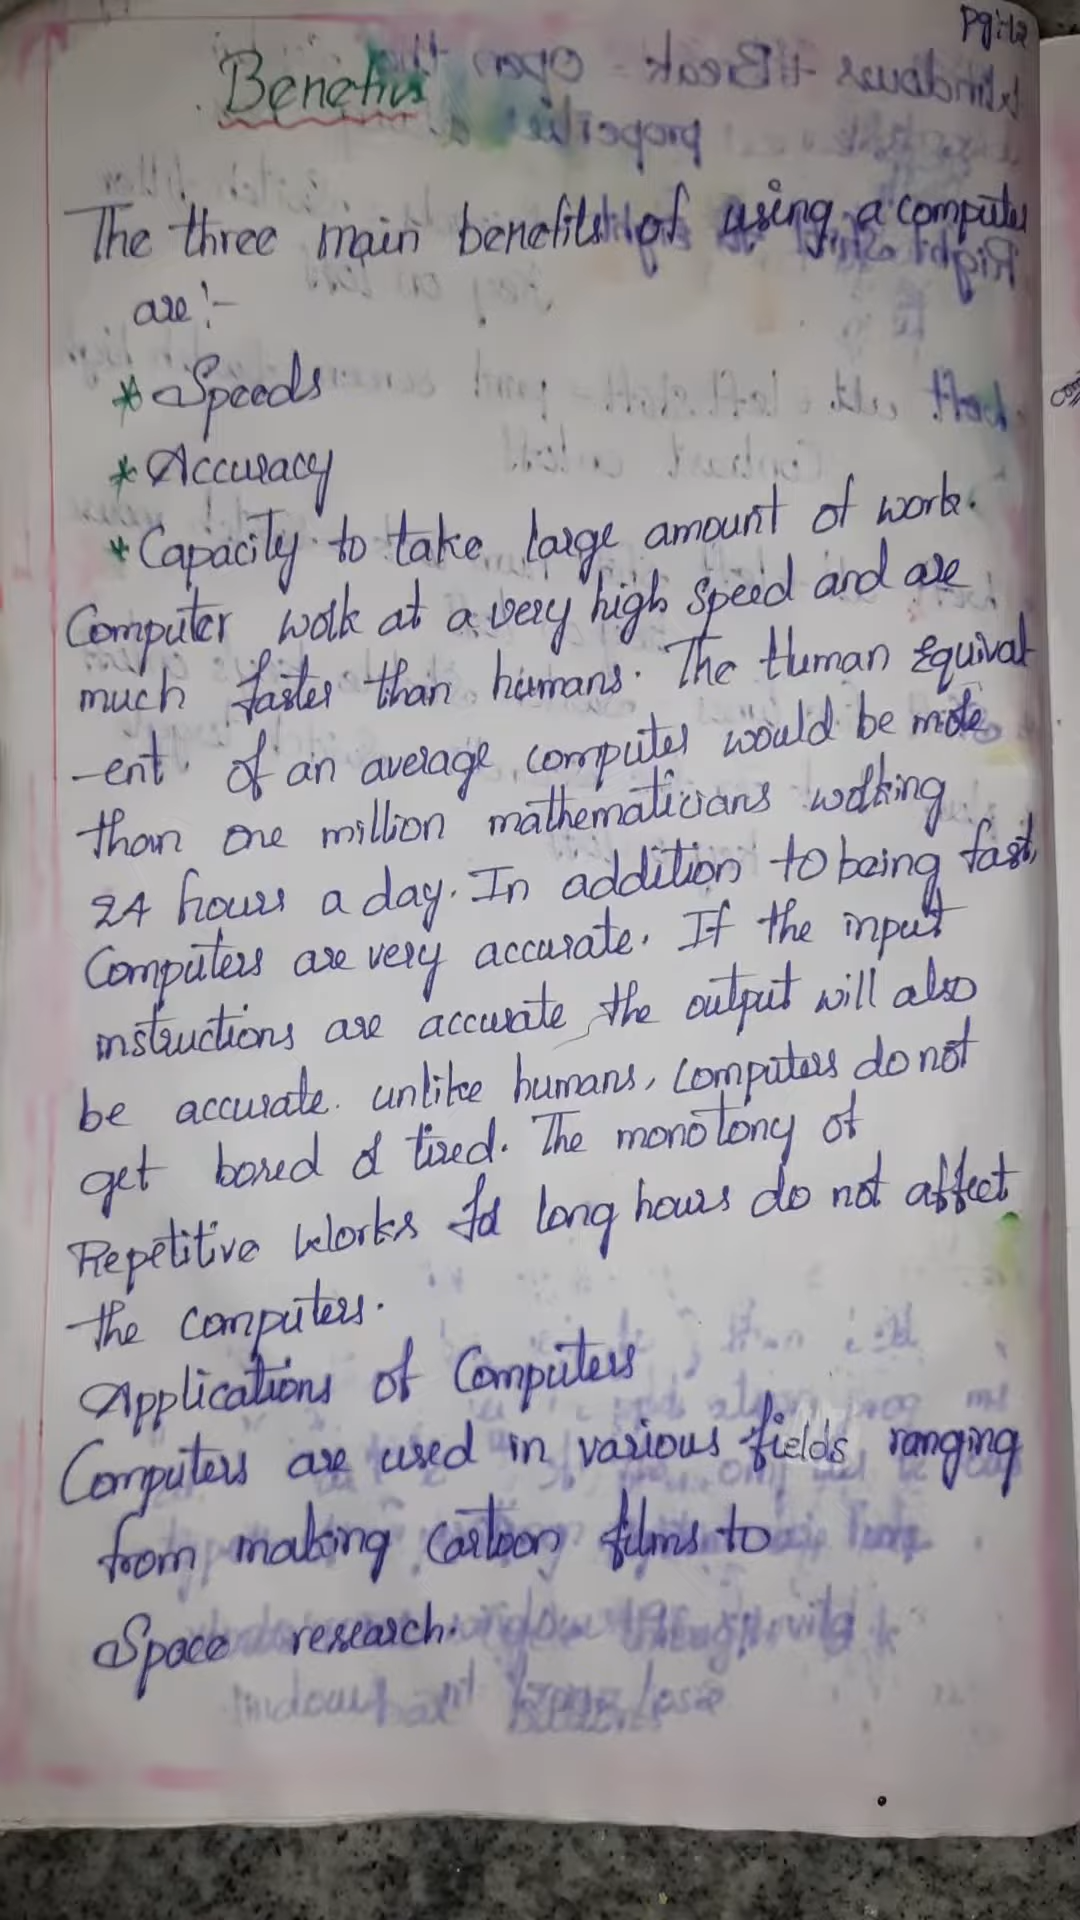 Pg:-12
Benefits
The three main benefits of using a computer
are:-
* Speeds
* Accuracy
* Capacity to take large amount of work.
Computer work at a very high speed and are
much faster than humans. The Human Equival
-ent of an average computer would be more
than one million mathematicians working
24 hours a day. In addition to being fast,
Computers are very accurate. If the input
instructions are accurate the output will also
be accurate. unlike humans, computers do not
get bored or tired. The monotony of
Repetitive works for long hours do not affect
the computers.
Applications of Computers
Computers are used in various fields ranging
from making cartoon films to
Space research.